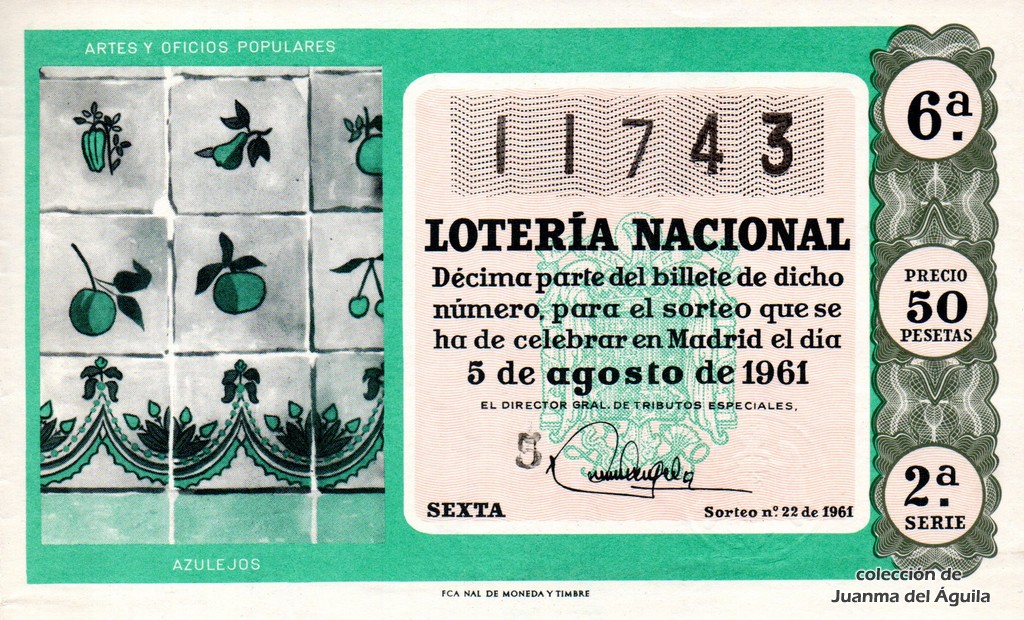 ARTES Y OFICIOS POPULARES
11743
LOTERÍA NACIONAL
Décima parte del billete de dicho
número, para el sorteo que se
ha de celebrar en Madrid el día
5 de agosto de 1961
EL DIRECTOR GRAL. DE TRIBUTOS ESPECIALES,
5
SEXTA
Sorteo n.º 22 de 1961
6ª.
PRECIO
50
PESETAS
2ª.
SERIE
AZULEJOS
FCA NAL DE MONEDA Y TIMBRE
colección de
Juanma del Águila